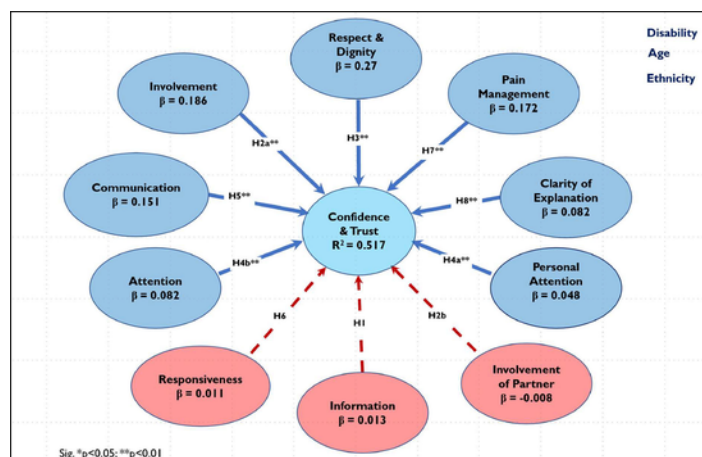 Respect &
Dignity
β = 0.27
Disability
Age
Ethnicity
Involvement
β = 0.186
Pain
Management
β = 0.172
H2a**
H3**
H7**
Communication
β = 0.151
H5**
Confidence
& Trust
R² = 0.517
H8**
Clarity of
Explanation
β = 0.082
Attention
β = 0.082
H4b**
H4a**
Personal
Attention
β = 0.048
H6
H1
H2b
Responsiveness
β = 0.011
Information
β = 0.013
Involvement
of Partner
β = -0.008
Sig. *p<0.05; **p<0.01